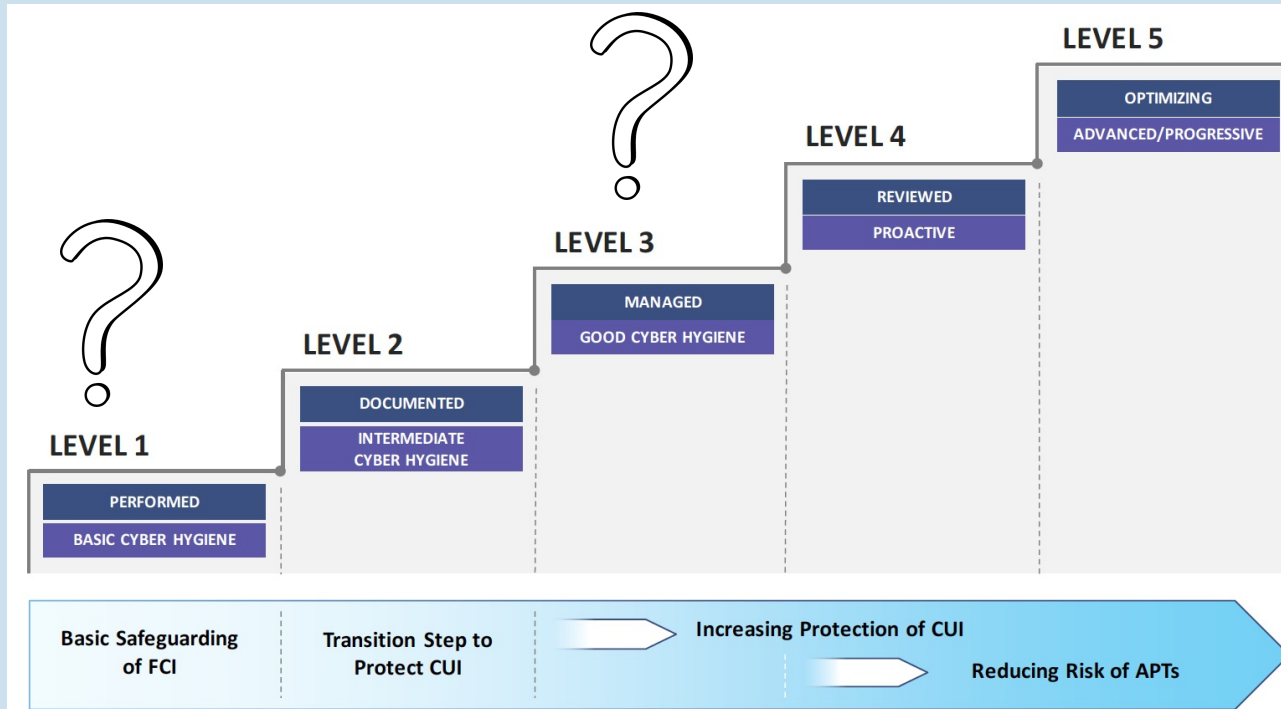 LEVEL 1
PERFORMED
BASIC CYBER HYGIENE
LEVEL 2
DOCUMENTED
INTERMEDIATE
CYBER HYGIENE
?
LEVEL 3
MANAGED
GOOD CYBER HYGIENE
?
LEVEL 4
REVIEWED
PROACTIVE
LEVEL 5
OPTIMIZING
ADVANCED/PROGRESSIVE
Basic Safeguarding
of FCI
Transition Step to
Protect CUI
Increasing Protection of CUI
Reducing Risk of APTs